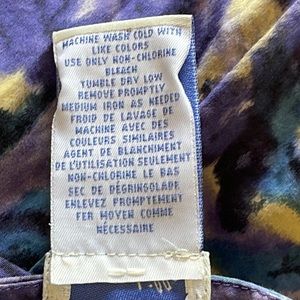 MACHINE WASH COLD WITH
LIKE COLORS
USE ONLY NON-CHLORINE
BLEACH
TUMBLE DRY LOW
REMOVE PROMPTLY
MEDIUM IRON AS NEEDED
FROID DE LAVAGE DE
MACHINE AVEC DES
COULEURS SIMILAIRES
AGENT DE BLANCHIMENT
DE L'UTILISATION SEULEMENT
NON-CHLORINE LE BAS
SEC DE DÉGRINGOLADE
ENLEVEZ PROMPTEMENT
FER MOYEN COMME
NÉCESSAIRE